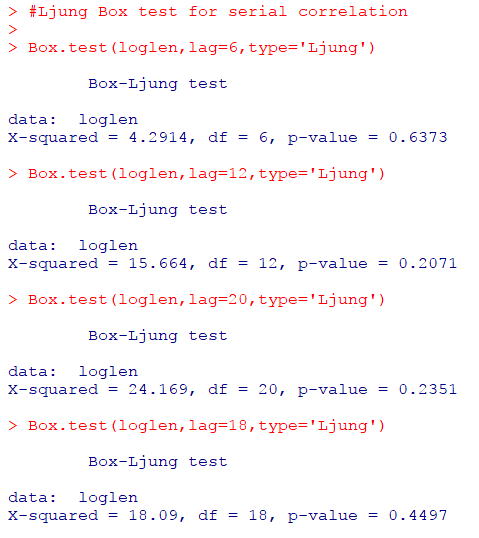 > #Ljung Box test for serial correlation
>
> Box.test(loglen,lag=6,type='Ljung')
Box-Ljung test
data:  loglen
X-squared = 4.2914, df = 6, p-value = 0.6373
> Box.test(loglen,lag=12,type='Ljung')
Box-Ljung test
data:  loglen
X-squared = 15.664, df = 12, p-value = 0.2071
> Box.test(loglen,lag=20,type='Ljung')
Box-Ljung test
data:  loglen
X-squared = 24.169, df = 20, p-value = 0.2351
> Box.test(loglen,lag=18,type='Ljung')
Box-Ljung test
data:  loglen
X-squared = 18.09, df = 18, p-value = 0.4497